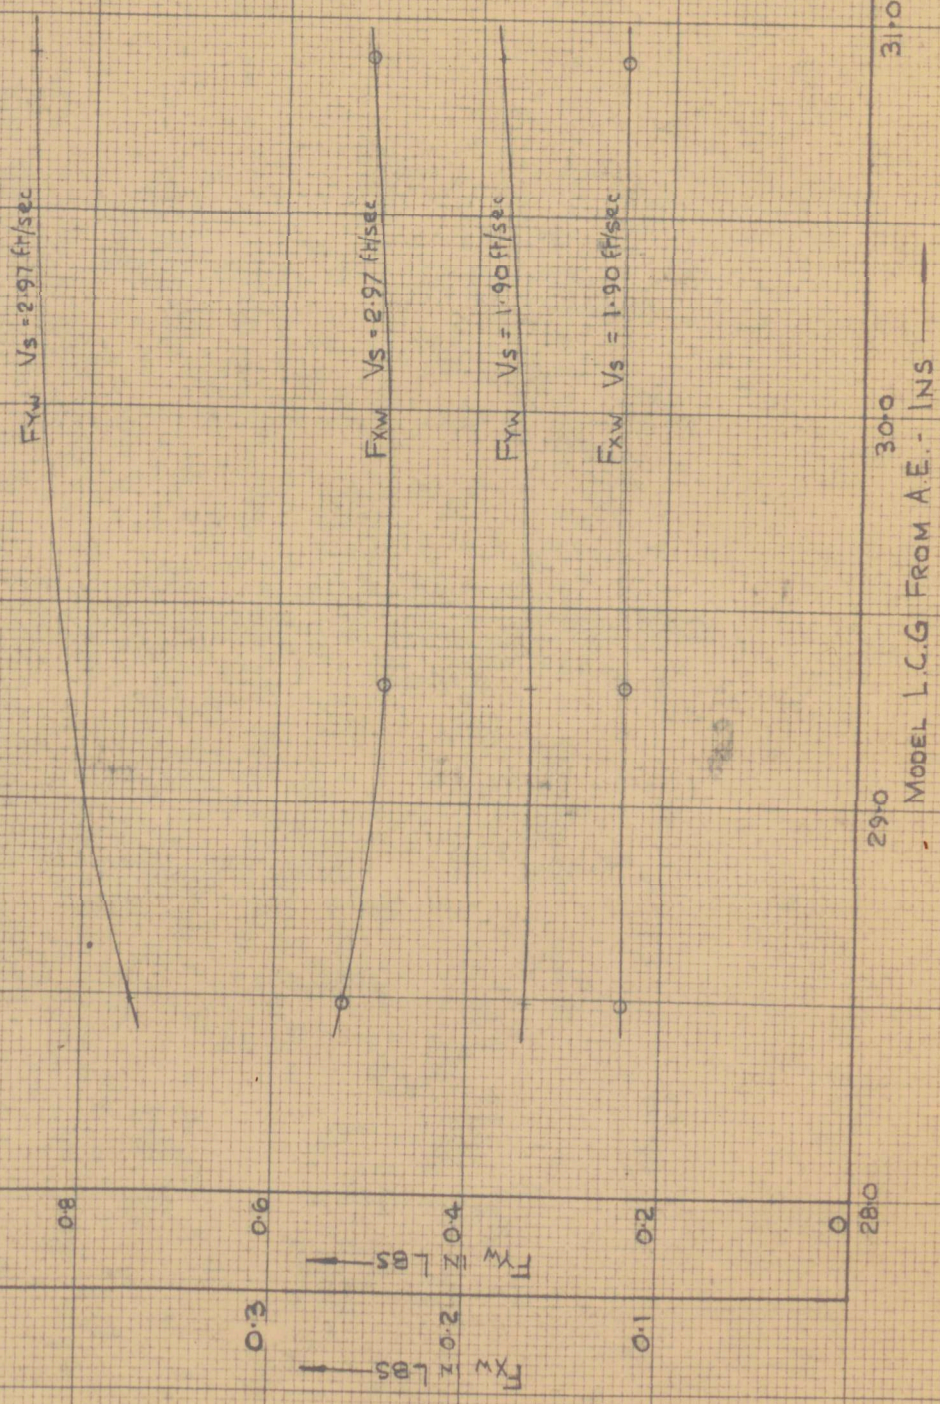 FYW Vs = 2.97 ft/sec
FXW Vs = 2.97 ft/sec
FYW Vs = 1.90 ft/sec
FXW Vs = 1.90 ft/sec
0.3
0.2
0.1
FXW IN LBS
0.8
0.6
0.4
0.2
0
FYW IN LBS
28.0
29.0
30.0
31.0
MODEL L.C.G FROM A.E. - INS